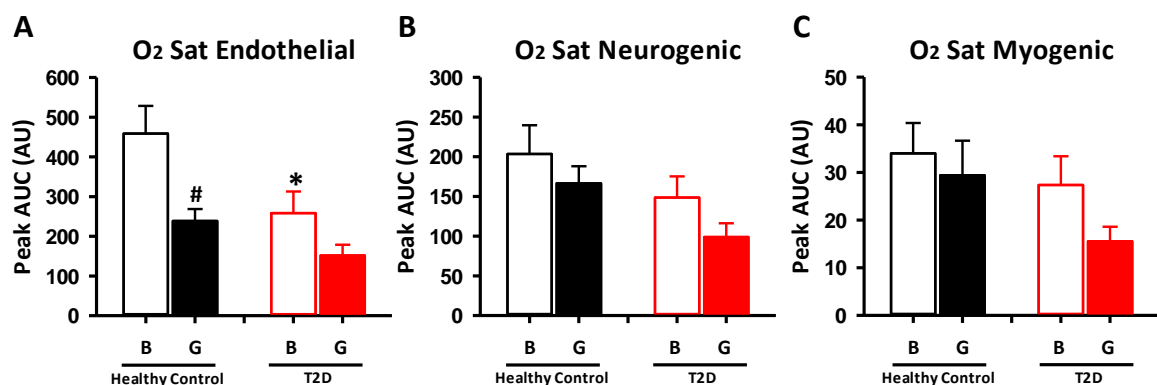 A
O2 Sat Endothelial
Peak AUC (AU)
600
500
400
300
200
100
0
#
*
B G B G
Healthy Control T2D
B
O2 Sat Neurogenic
Peak AUC (AU)
300
250
200
150
100
50
0
B G B G
Healthy Control T2D
C
O2 Sat Myogenic
Peak AUC (AU)
50
40
30
20
10
0
B G B G
Healthy Control T2D